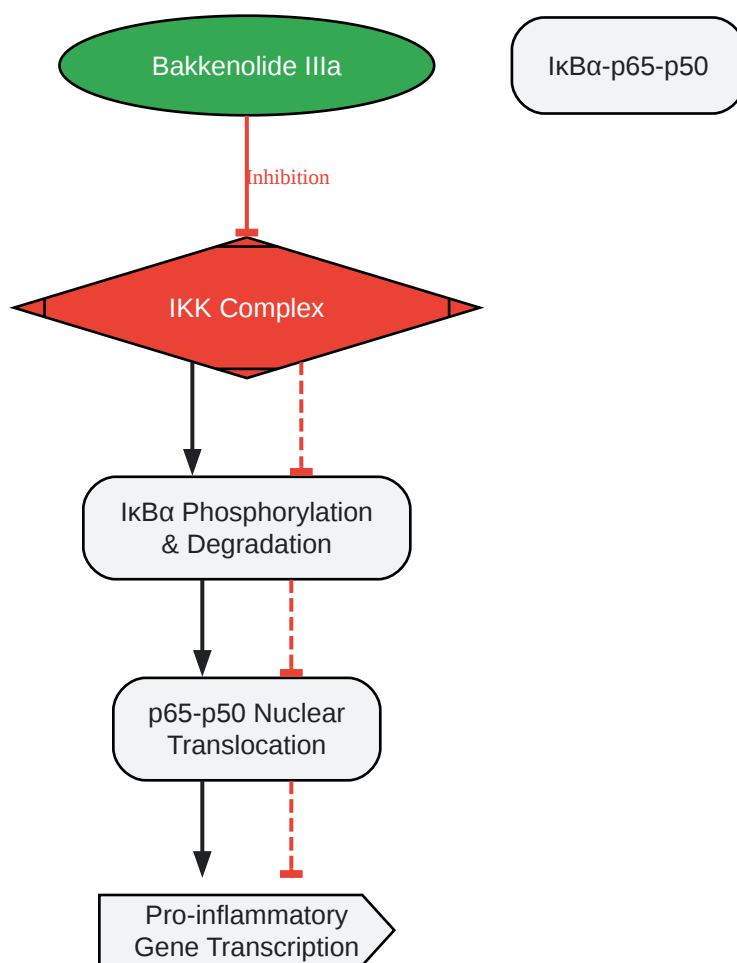 Bakkenolide IIIa
IκBα-p65-p50
Inhibition
IKK Complex
IκBα Phosphorylation
& Degradation
p65-p50 Nuclear
Translocation
Pro-inflammatory
Gene Transcription